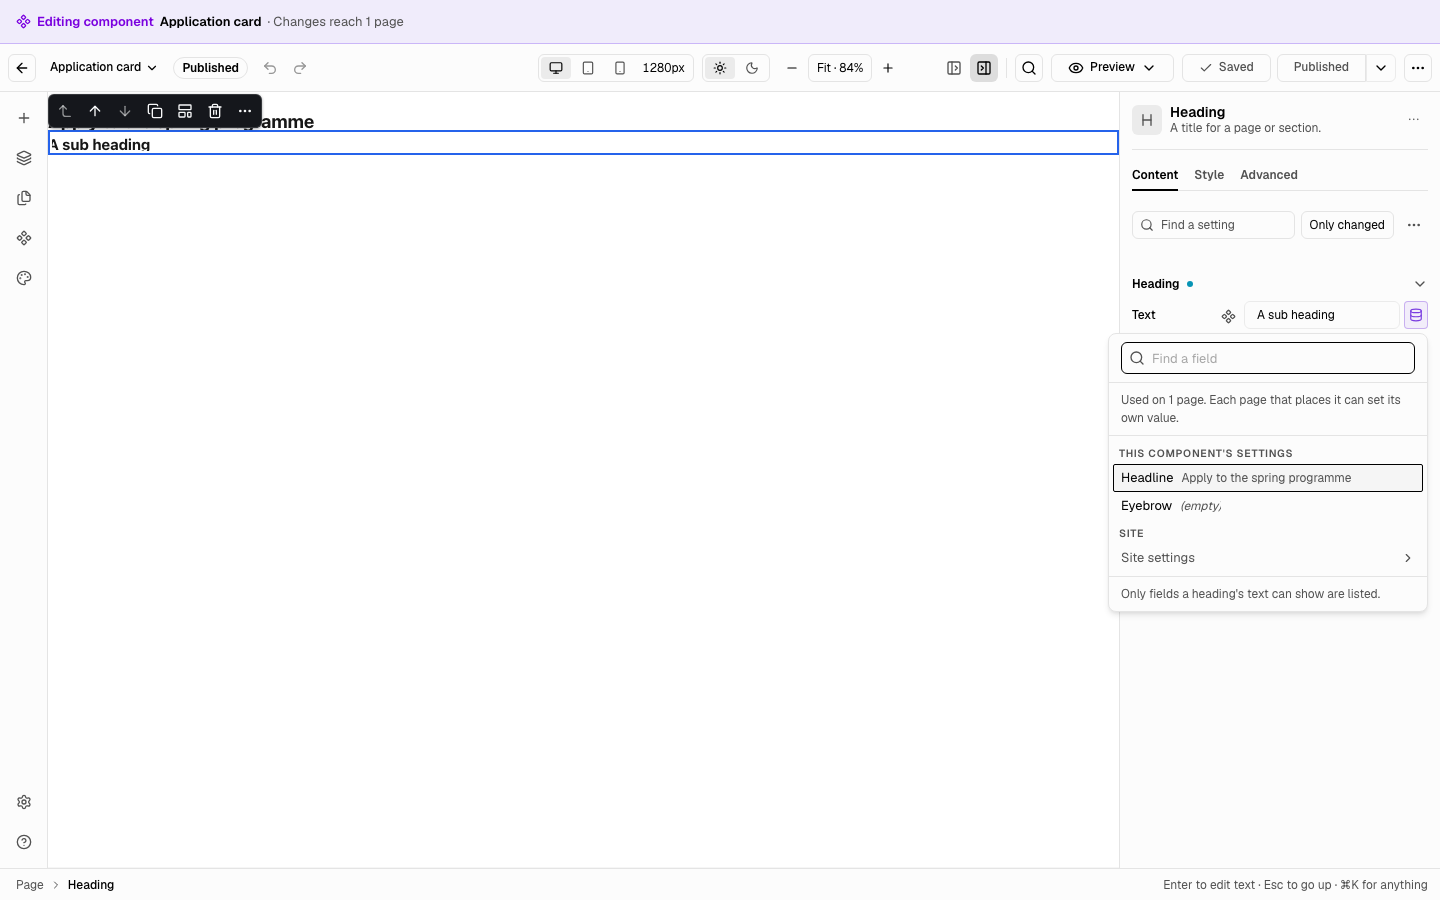 Editing component Application card · Changes reach 1 page
Application card
Published
1280px
Fit · 84%
Preview
Saved
Published
amme
A sub heading
Heading
A title for a page or section.
Content
Style
Advanced
Find a setting
Only changed
Heading
Text
A sub heading
Find a field
Used on 1 page. Each page that places it can set its
own value.
THIS COMPONENT'S SETTINGS
Headline Apply to the spring programme
Eyebrow (empty)
SITE
Site settings
Only fields a heading's text can show are listed.
Page
Heading
Enter to edit text · Esc to go up · ⌘K for anything